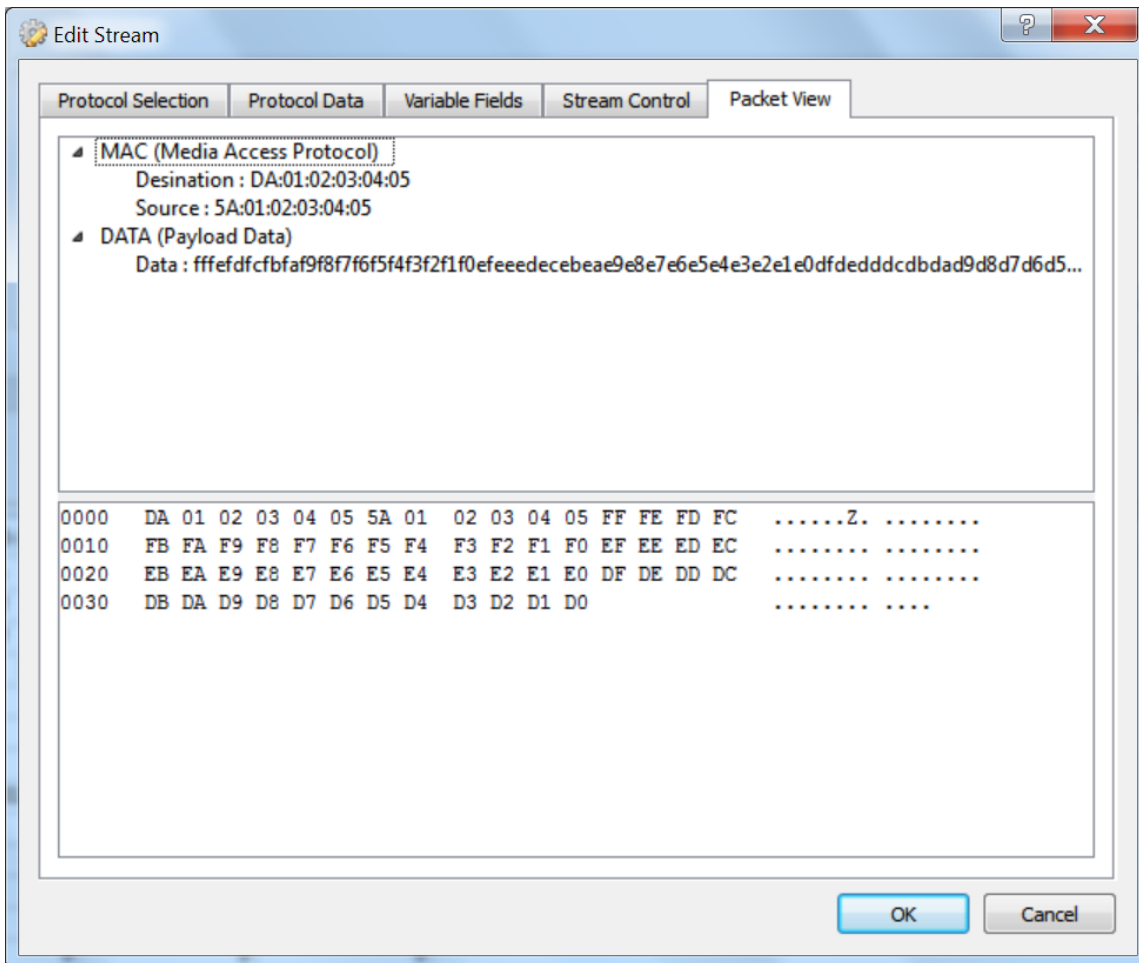 Edit Stream
Protocol Selection Protocol Data Variable Fields Stream Control Packet View
MAC (Media Access Protocol)
Desination : DA:01:02:03:04:05
Source : 5A:01:02:03:04:05
DATA (Payload Data)
Data : fffefdfcfbfaf9f8f7f6f5f4f3f2f1f0efeeedecebeae9e8e7e6e5e4e3e2e1e0dfdedddcdbdad9d8d7d6d5...
0000 DA 01 02 03 04 05 5A 01 02 03 04 05 FF FE FD FC ......Z. ........
0010 FB FA F9 F8 F7 F6 F5 F4 F3 F2 F1 F0 EF EE ED EC ........ ........
0020 EB EA E9 E8 E7 E6 E5 E4 E3 E2 E1 E0 DF DE DD DC ........ ........
0030 DB DA D9 D8 D7 D6 D5 D4 D3 D2 D1 D0 ........ ....
OK Cancel